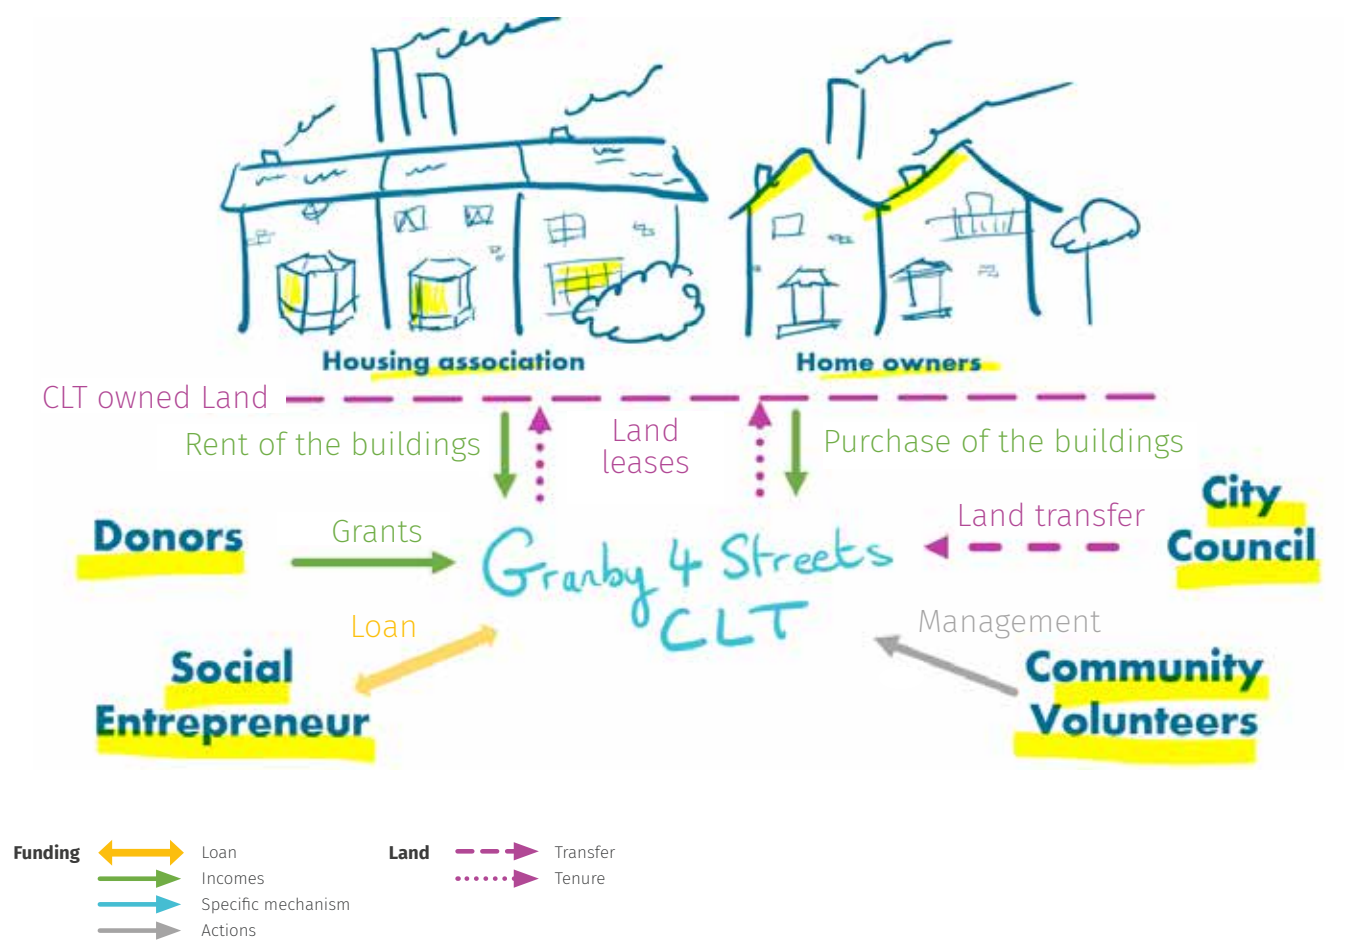 Housing association
Home owners
CLT owned Land
Rent of the buildings
Land
leases
Purchase of the buildings
City
Council
Donors
Grants
Land transfer
Granby 4 Streets
CLT
Loan
Management
Social
Entrepreneur
Community
Volunteers
Funding
Loan
Incomes
Specific mechanism
Actions
Land
Transfer
Tenure